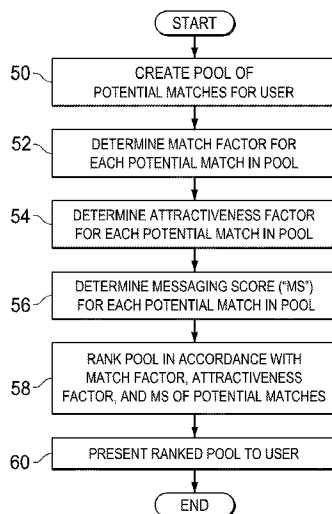 START
50
CREATE POOL OF
POTENTIAL MATCHES FOR USER
52
DETERMINE MATCH FACTOR FOR
EACH POTENTIAL MATCH IN POOL
54
DETERMINE ATTRACTIVENESS FACTOR
FOR EACH POTENTIAL MATCH IN POOL
56
DETERMINE MESSAGING SCORE ("MS")
FOR EACH POTENTIAL MATCH IN POOL
58
RANK POOL IN ACCORDANCE WITH
MATCH FACTOR, ATTRACTIVENESS
FACTOR, AND MS OF POTENTIAL MATCHES
60
PRESENT RANKED POOL TO USER
END